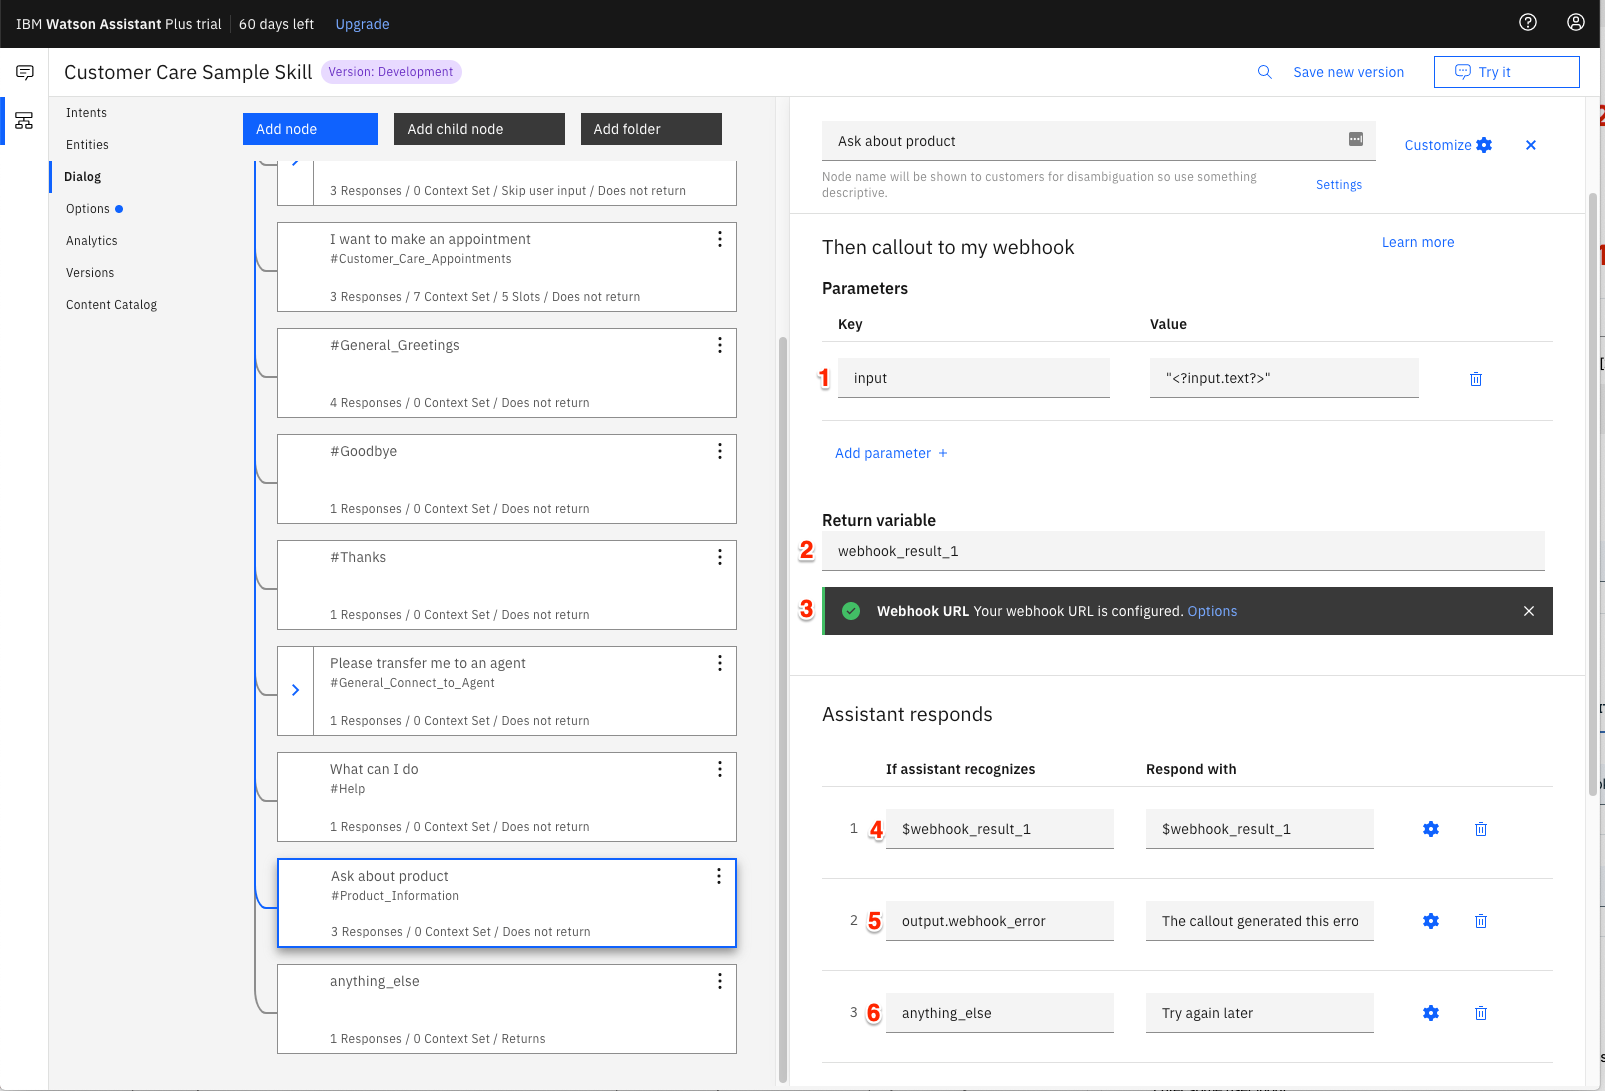 IBM Watson Assistant Plus trial 60 days left Upgrade
Customer Care Sample Skill Version: Development Save new version Try it
Intents
Entities
Dialog
Options
Analytics
Versions
Content Catalog
Add node Add child node Add folder
3 Responses / 0 Context Set / Skip user input / Does not return
I want to make an appointment
#Customer_Care_Appointments
3 Responses / 7 Context Set / 5 Slots / Does not return
#General_Greetings
4 Responses / 0 Context Set / Does not return
#Goodbye
1 Responses / 0 Context Set / Does not return
#Thanks
1 Responses / 0 Context Set / Does not return
Please transfer me to an agent
#General_Connect_to_Agent
1 Responses / 0 Context Set / Does not return
What can I do
#Help
1 Responses / 0 Context Set / Does not return
Ask about product
#Product_Information
3 Responses / 0 Context Set / Does not return
anything_else
1 Responses / 0 Context Set / Returns
Ask about product
Customize
Node name will be shown to customers for disambiguation so use something
descriptive.
Settings
Then callout to my webhook
Learn more
Parameters
Key Value
1 input "<?input.text?>"
Add parameter +
Return variable
2 webhook_result_1
3 Webhook URL Your webhook URL is configured. Options
Assistant responds
If assistant recognizes Respond with
1 4 $webhook_result_1 $webhook_result_1
2 5 output.webhook_error The callout generated this erro
3 6 anything_else Try again later